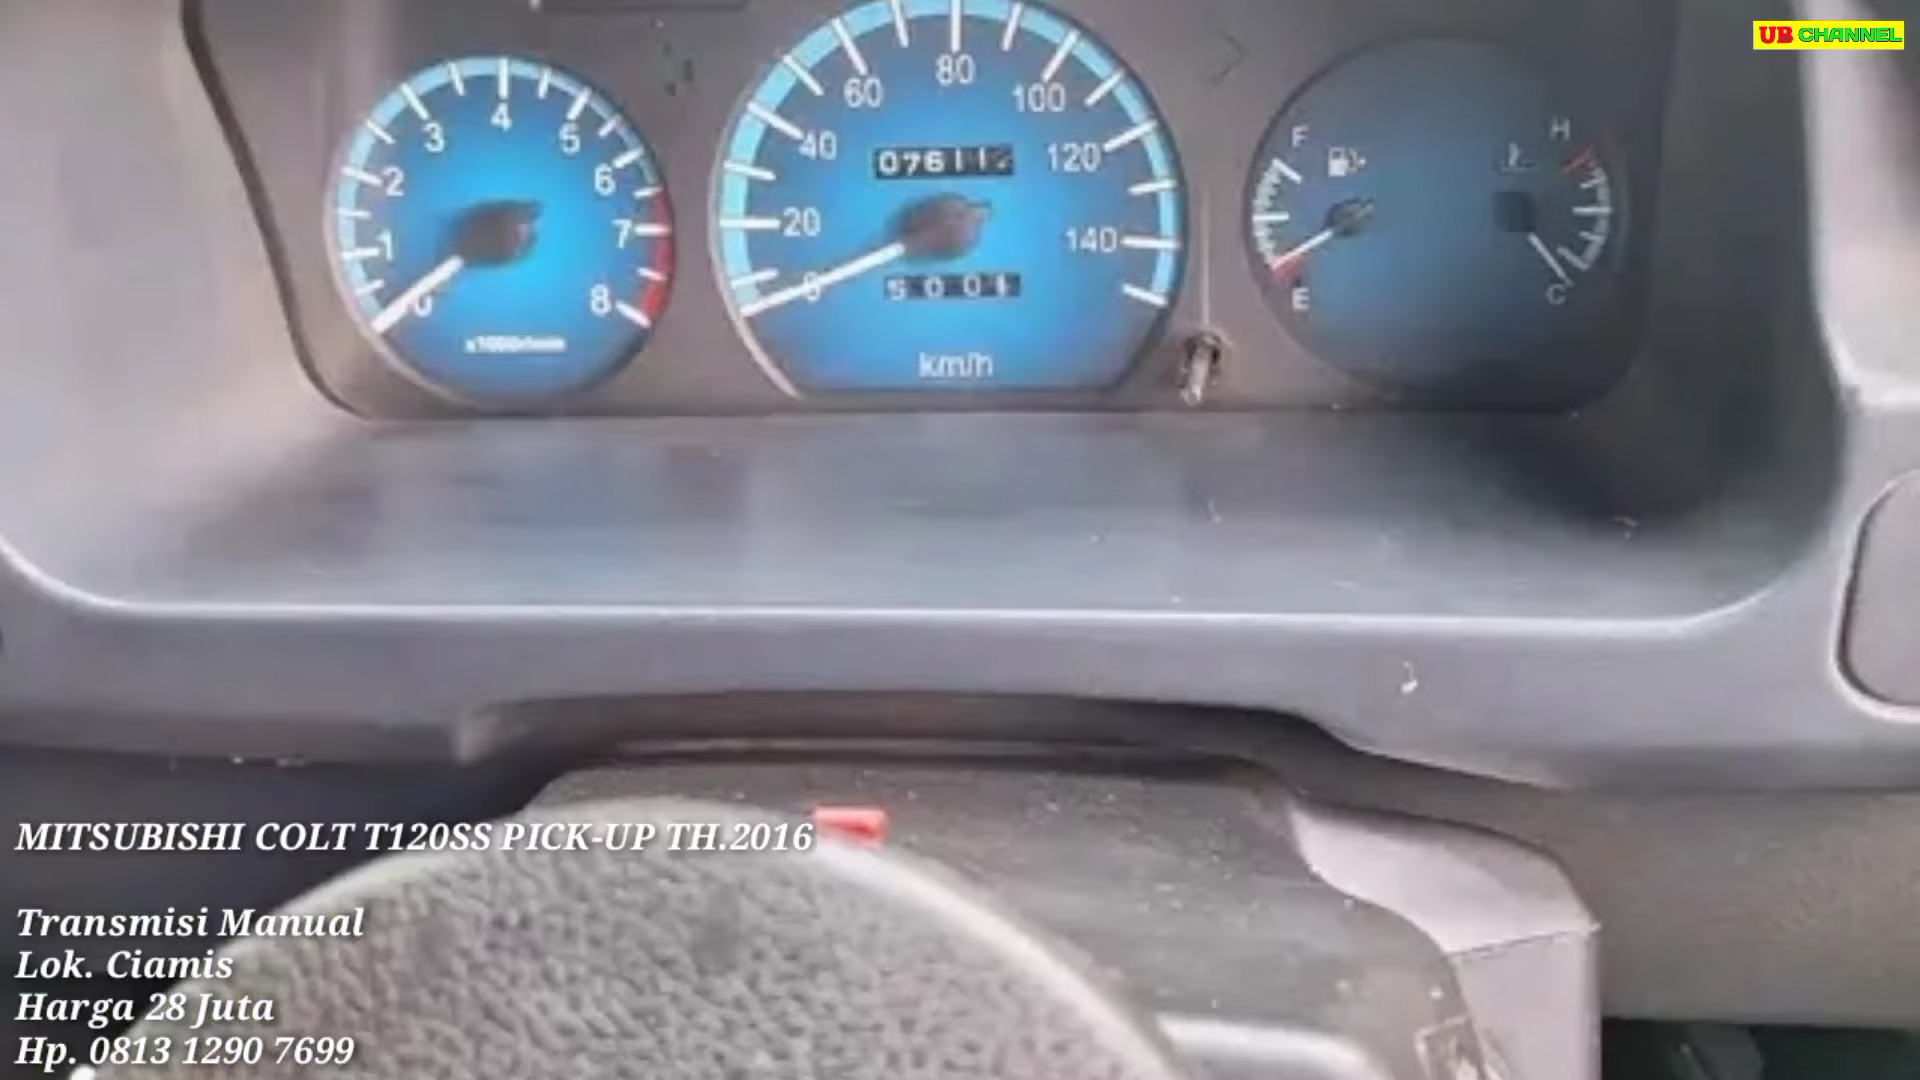 UB CHANNEL
0 1 2 3 4 5 6 7 8
0 20 40 60 80 100 120 140
km/h
F
E
H
C
MITSUBISHI COLT T120SS PICK-UP TH.2016
Transmisi Manual
Lok. Ciamis
Harga 28 Juta
Hp. 0813 1290 7699